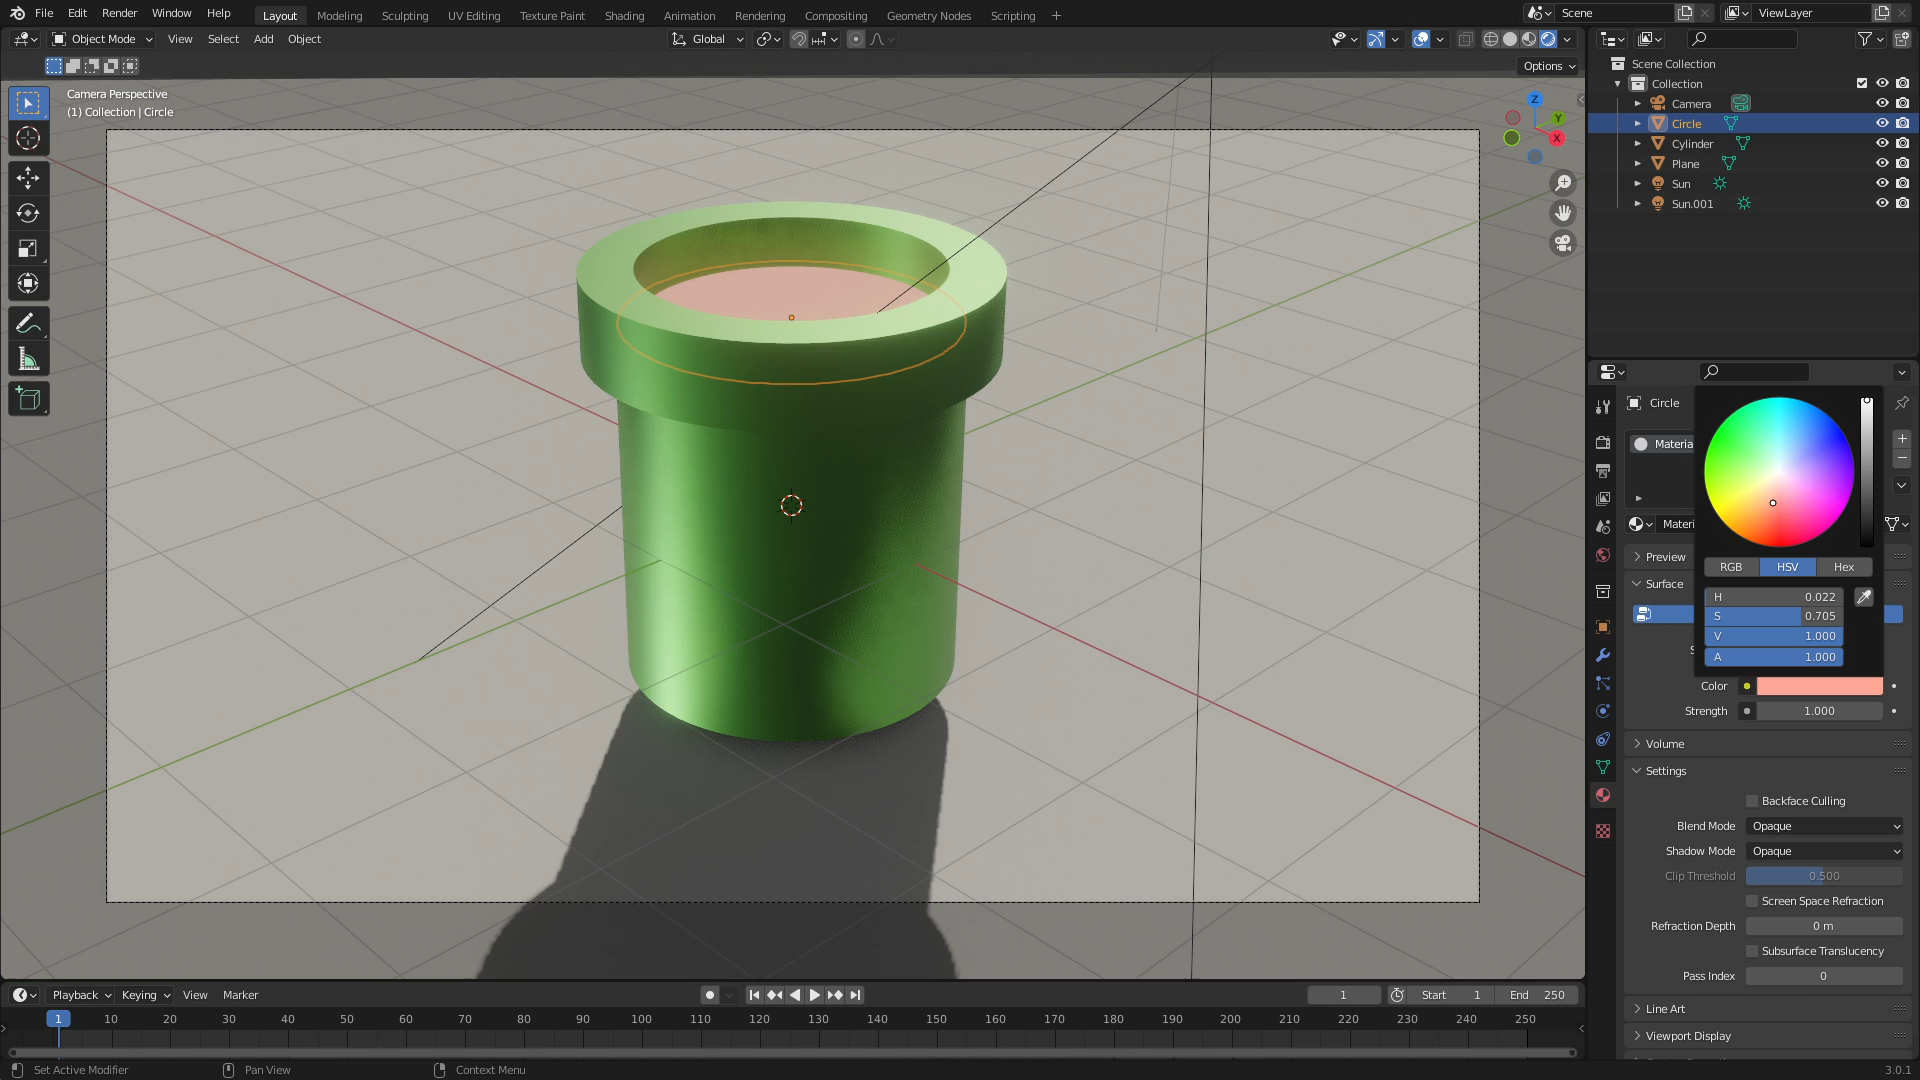 File Edit Render Window Help
Layout Modeling Sculpting UV Editing Texture Paint Shading Animation Rendering Compositing Geometry Nodes Scripting +
Scene
ViewLayer
Object Mode View Select Add Object
Global
Options
Camera Perspective
(1) Collection | Circle
Z
Y
X
Scene Collection
Collection
Camera
Circle
Cylinder
Plane
Sun
Sun.001
Circle
Materia
Materi
Preview
Surface
RGB HSV Hex
H 0.022
S 0.705
V 1.000
A 1.000
S
Color
Strength 1.000
Volume
Settings
Backface Culling
Blend Mode Opaque
Shadow Mode Opaque
Clip Threshold 0.500
Screen Space Refraction
Refraction Depth 0 m
Subsurface Translucency
Pass Index 0
Line Art
Viewport Display
Playback Keying View Marker
1 Start 1 End 250
1 10 20 30 40 50 60 70 80 90 100 110 120 130 140 150 160 170 180 190 200 210 220 230 240 250
Set Active Modifier Pan View Context Menu 3.0.1